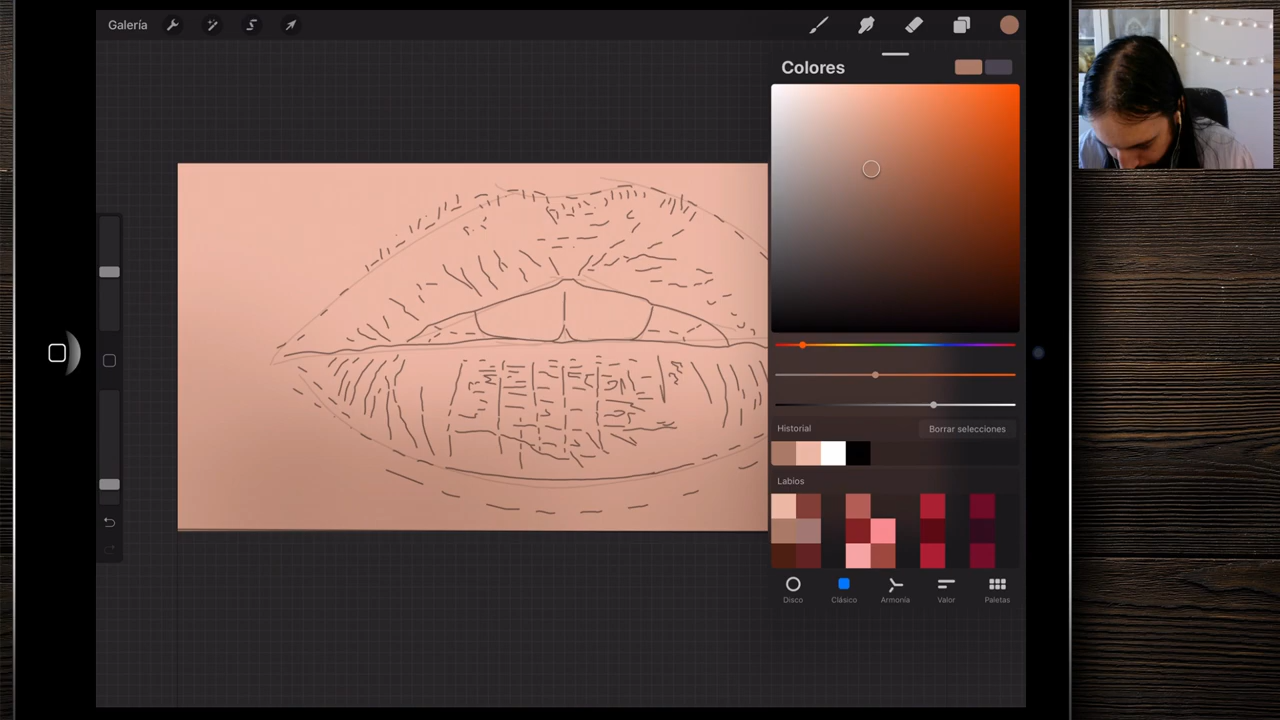 Galería
Colores
Historial
Borrar selecciones
Labios
Disco
Clásico
Armonía
Valor
Paletas